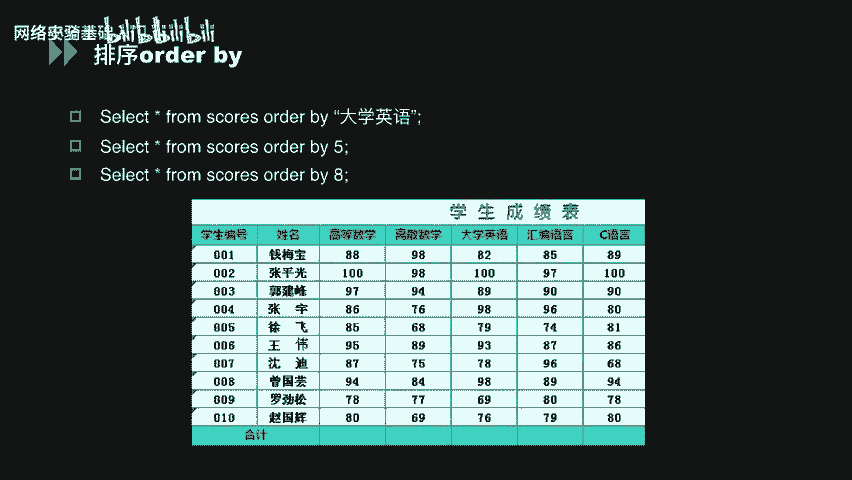 网络安全基础入门
bilibili
排序order by
Select * from scores order by “大学英语”;
Select * from scores order by 5;
Select * from scores order by 8;
学 生 成 绩 表
学生编号 姓名 高等数学 离散数学 大学英语 汇编语言 C语言
001 钱梅宝 88 98 82 85 89
002 张平光 100 98 100 97 100
003 郭建峰 97 94 89 90 90
004 张 宇 86 76 98 96 80
005 徐 飞 85 68 79 74 81
006 王 伟 95 89 93 87 86
007 沈 迪 87 75 78 96 68
008 曾国芸 94 84 98 89 94
009 罗劲松 78 77 69 80 78
010 赵国辉 80 69 76 79 80
合计